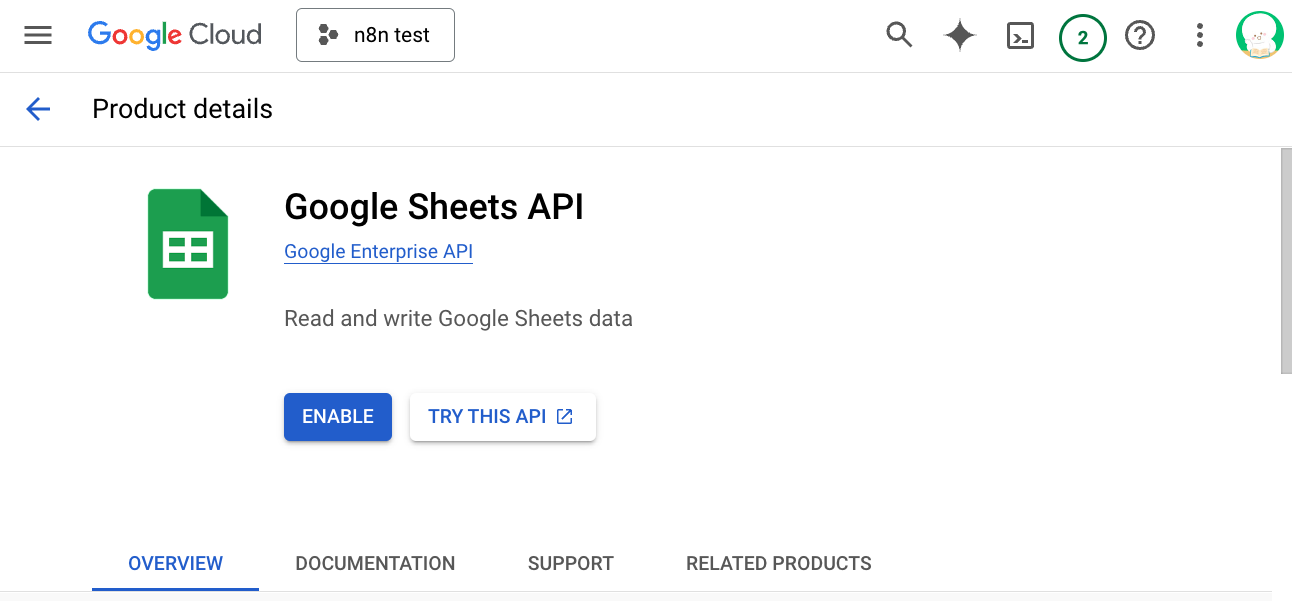 Google Cloud
n8n test
2
Product details
Google Sheets API
Google Enterprise API
Read and write Google Sheets data
ENABLE
TRY THIS API
OVERVIEW
DOCUMENTATION
SUPPORT
RELATED PRODUCTS